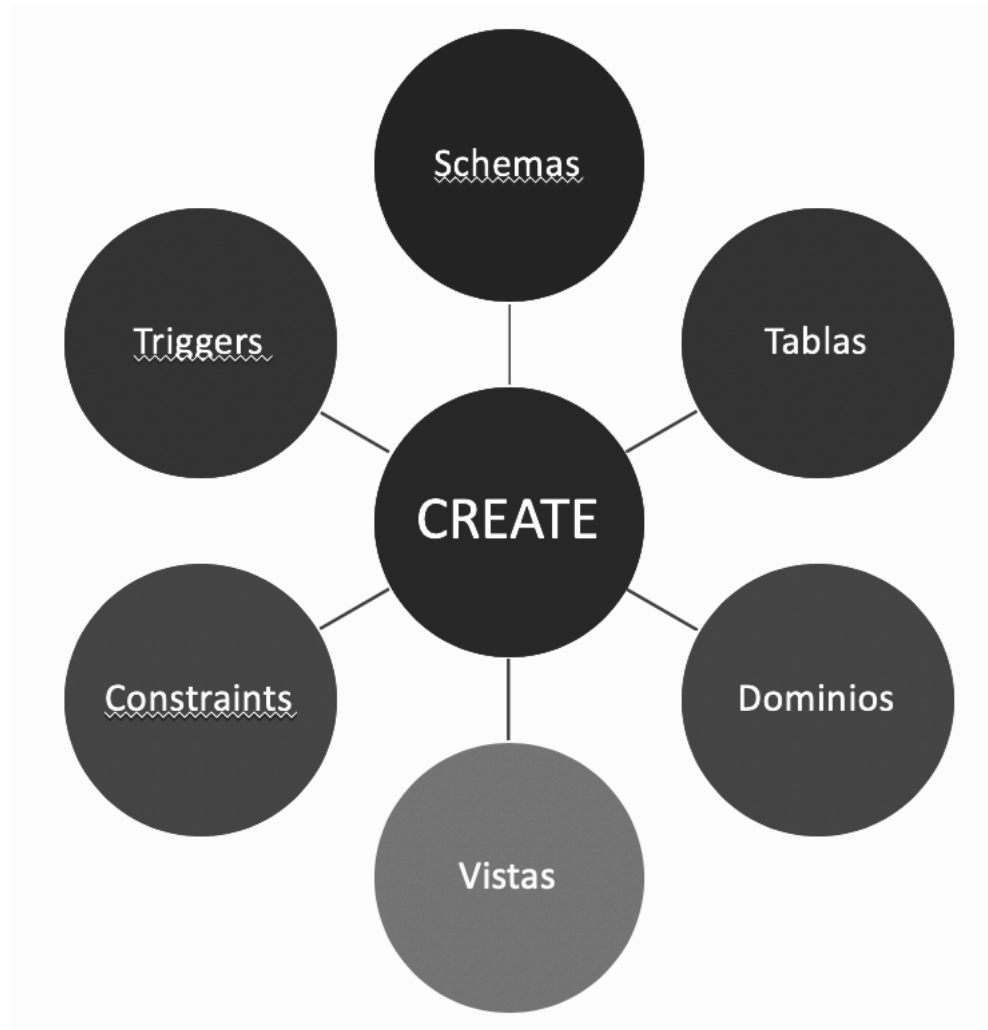 Schemas
Triggers
Tablas
CREATE
Constraints
Dominios
Vistas